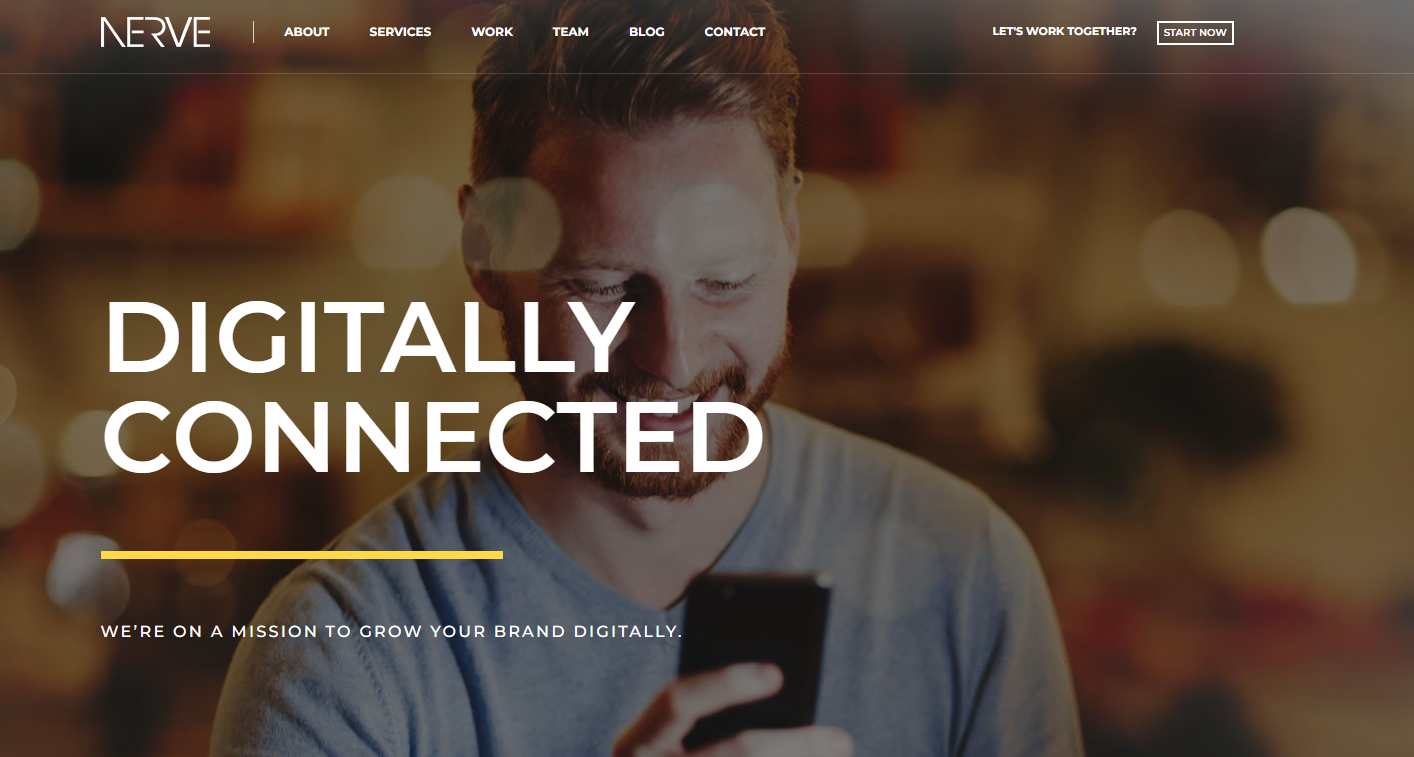 NERVE
ABOUT
SERVICES
WORK
TEAM
BLOG
CONTACT
LET'S WORK TOGETHER?
START NOW
DIGITALLY
CONNECTED
WE’RE ON A MISSION TO GROW YOUR BRAND DIGITALLY.